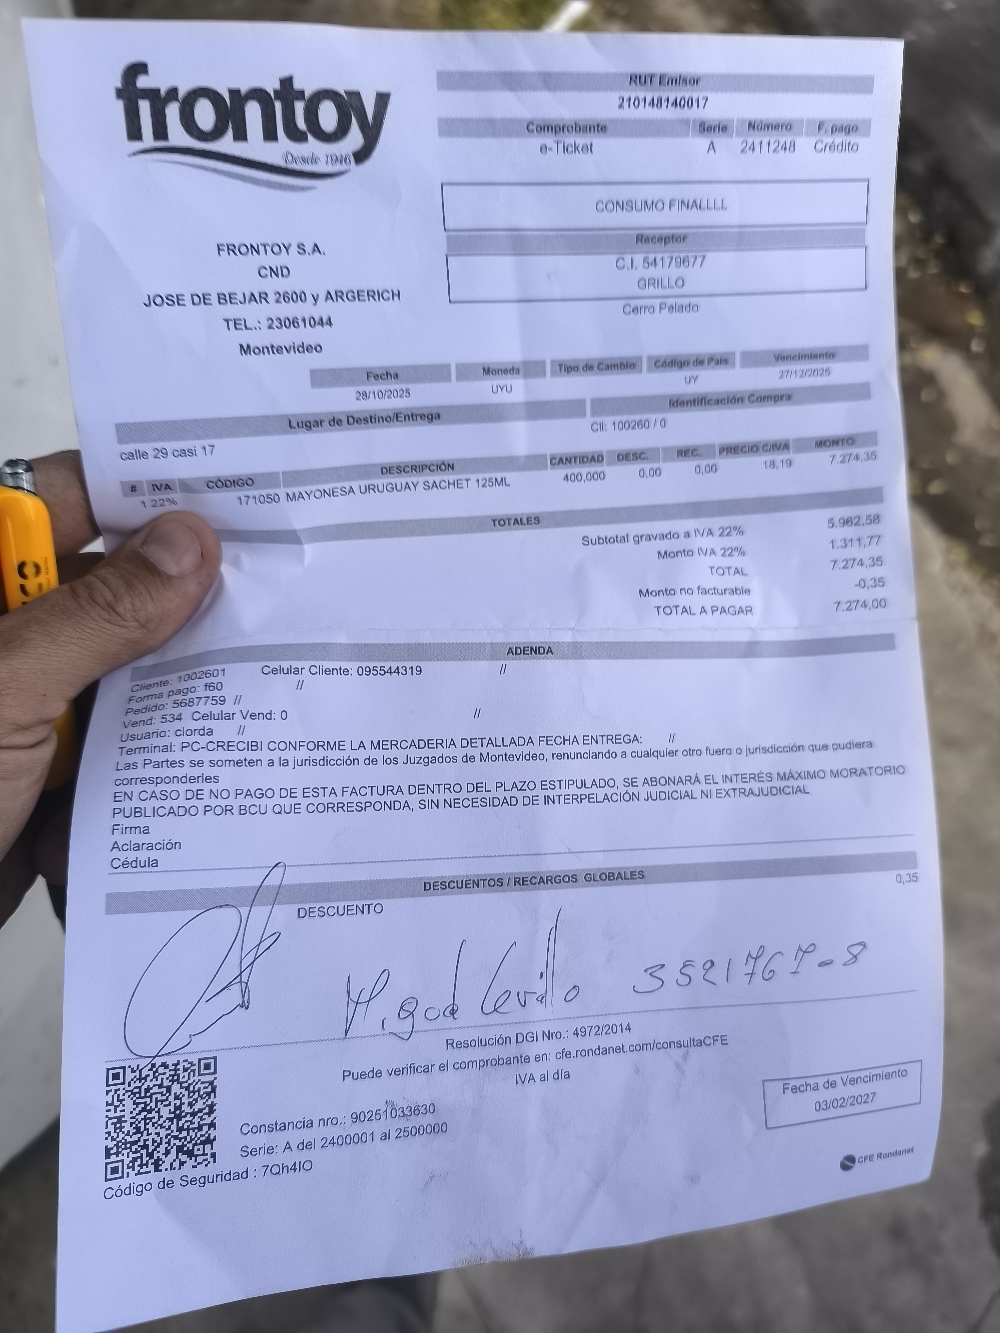 frontoy
Desde 1946
RUT Emisor
210148140017
Comprobante Serie Número F. pago
e-Ticket A 2411248 Crédito
CONSUMO FINALLLL
Receptor
C.I. 54179677
GRILLO
Cerro Pelado
FRONTOY S.A.
CND
JOSE DE BEJAR 2600 y ARGERICH
TEL.: 23061044
Montevideo
Fecha Moneda Tipo de Cambio Código de País Vencimiento
28/10/2025 UYU UY 27/12/2025
Lugar de Destino/Entrega Identificación Compra
calle 29 casi 17 CII: 100260 / 0
# IVA CÓDIGO DESCRIPCIÓN CANTIDAD DESC. REC. PRECIO C/IVA MONTO
1 22% 171050 MAYONESA URUGUAY SACHET 125ML 400,000 0,00 0,00 18,19 7.274,35
TOTALES
Subtotal gravado a IVA 22% 5.962,58
Monto IVA 22% 1.311,77
TOTAL 7.274,35
Monto no facturable -0,35
TOTAL A PAGAR 7.274,00
ADENDA
Cliente: 1002601 Celular Cliente: 095544319 //
Forma pago: f60 //
Pedido: 5687759 //
Vend: 534 Celular Vend: 0 //
Usuario: clorda //
Terminal: PC-CRECIBI CONFORME LA MERCADERIA DETALLADA FECHA ENTREGA: //
Las Partes se someten a la jurisdicción de los Juzgados de Montevideo, renunciando a cualquier otro fuero o jurisdicción que pudiera
corresponderles
EN CASO DE NO PAGO DE ESTA FACTURA DENTRO DEL PLAZO ESTIPULADO, SE ABONARÁ EL INTERÉS MÁXIMO MORATORIO
PUBLICADO POR BCU QUE CORRESPONDA, SIN NECESIDAD DE INTERPELACIÓN JUDICIAL NI EXTRAJUDICIAL
Firma
Aclaración
Cédula
DESCUENTOS / RECARGOS GLOBALES
DESCUENTO 0,35
3521767-8
Resolución DGI Nro.: 4972/2014
Puede verificar el comprobante en: cfe.rondanet.com/consultaCFE
IVA al día
Constancia nro.: 90251033630
Serie: A del 2400001 al 2500000
Código de Seguridad : 7Qh4IO
Fecha de Vencimiento
03/02/2027
CFE Rondanet